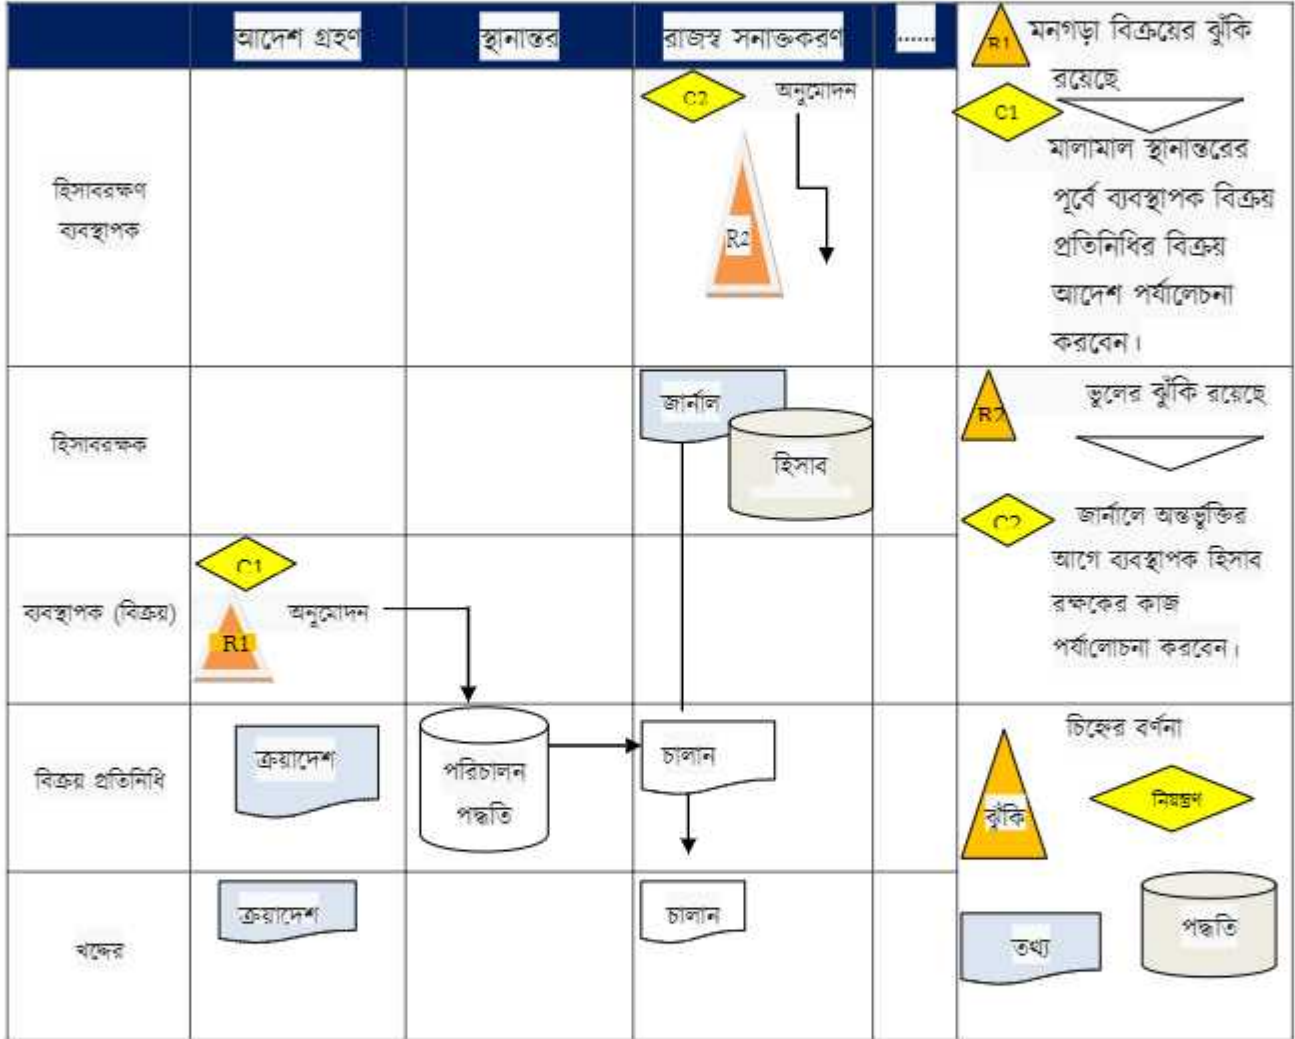 আদেশ গ্রহণ
স্থানান্তর
রাজস্ব সনাক্তকরণ
......
R1
মনগড়া বিক্রয়ের ঝুঁকি
রয়েছে
C1
মালামাল স্থানান্তরের
পূর্বে ব্যবস্থাপক বিক্রয়
প্রতিনিধির বিক্রয়
আদেশ পর্যালেচনা
করবেন।
হিসাবরক্ষণ
ব্যবস্থাপক
C2
অনুমোদন
R2
হিসাবরক্ষক
জার্নাল
হিসাব
R2
ভুলের ঝুঁকি রয়েছে
C2
জার্নালে অন্তর্ভুক্তির
আগে ব্যবস্থাপক হিসাব
রক্ষকের কাজ
পর্যালোচনা করবেন।
ব্যবস্থাপক (বিক্রয়)
C1
R1
অনুমোদন
বিক্রয় প্রতিনিধি
ক্রয়াদেশ
পরিচালন
পদ্ধতি
চালান
চিহ্নের বর্ণনা
ঝুঁকি
নিয়ন্ত্রণ
খদ্দের
ক্রয়াদেশ
চালান
তথ্য
পদ্ধতি